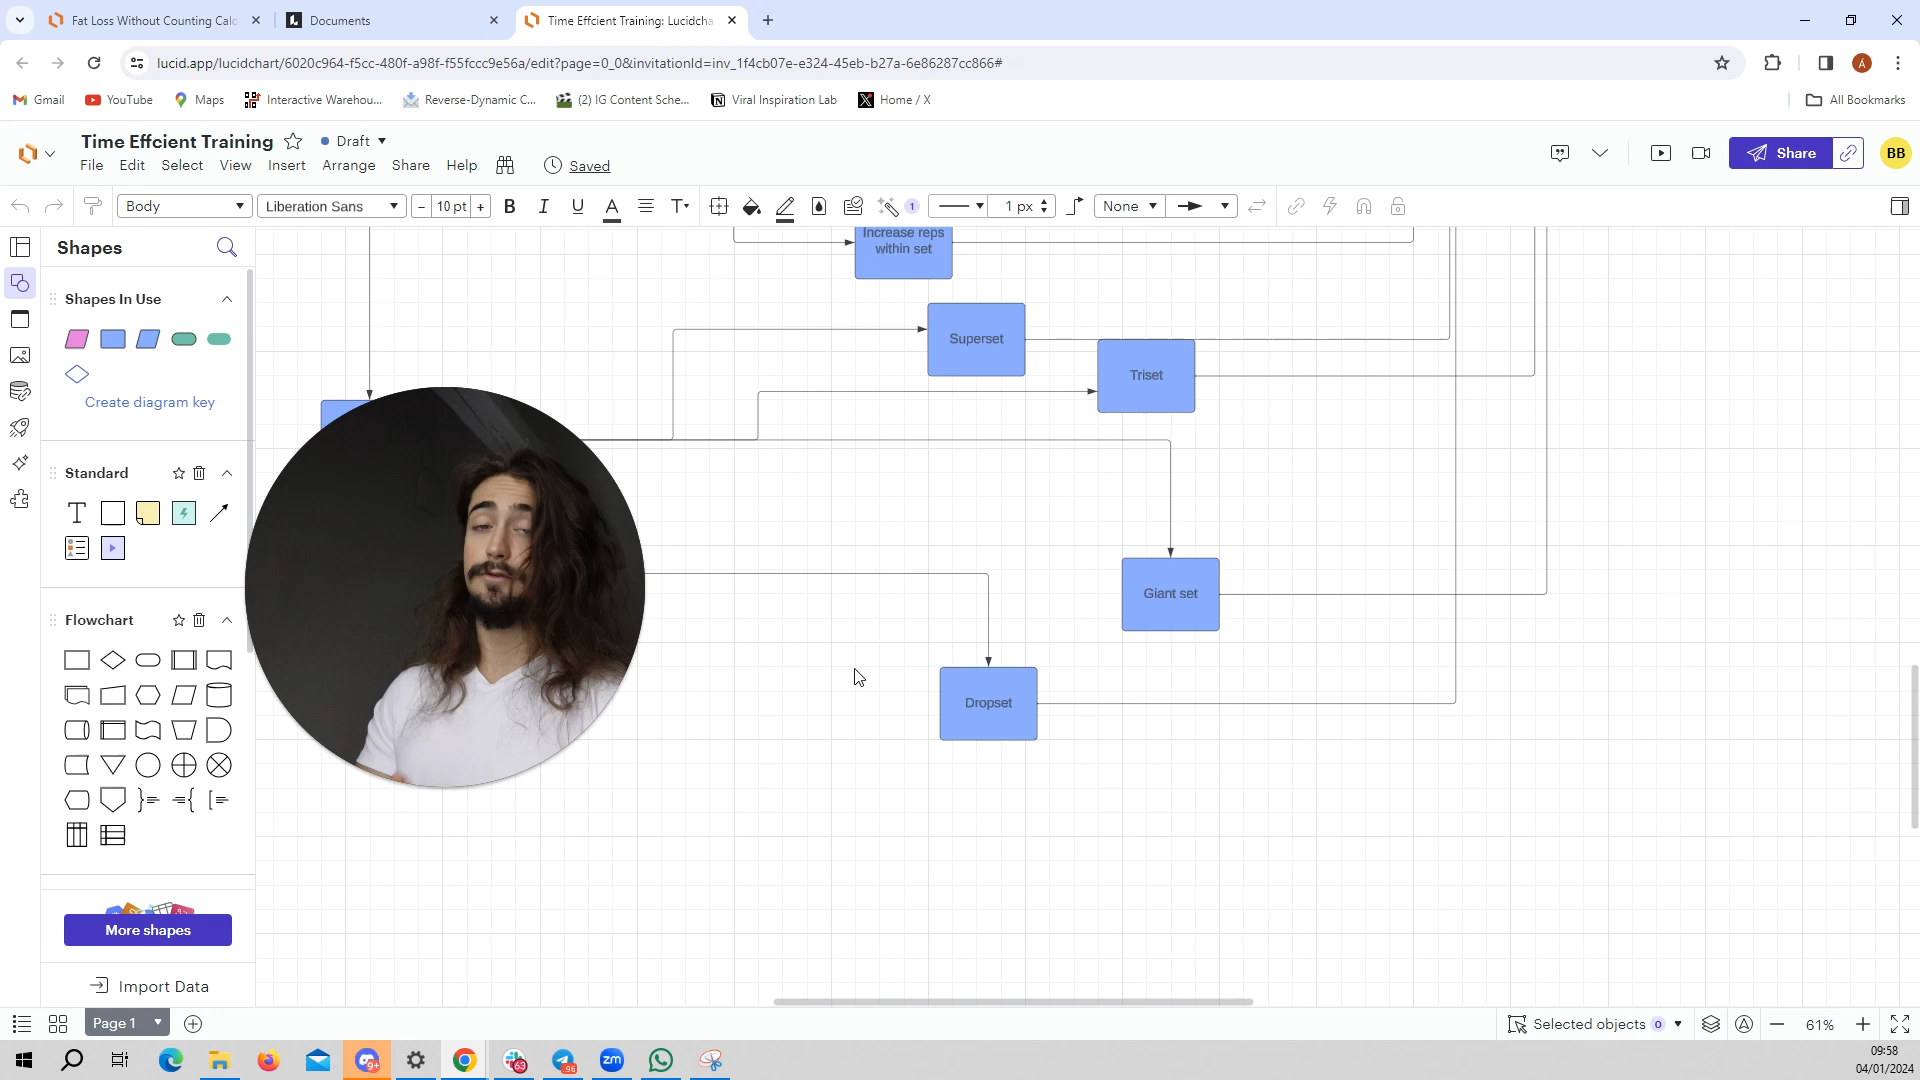 Fat Loss Without Counting Calo
Documents
Time Effcient Training: Lucidcha
lucid.app/lucidchart/6020c964-f5cc-480f-a98f-f55fccc9e56a/edit?page=0_0&invitationId=inv_1f4cb07e-e324-45eb-b27a-6e86287cc866#
Gmail
YouTube
Maps
Interactive Warehou...
Reverse-Dynamic C...
(2) IG Content Sche...
Viral Inspiration Lab
Home / X
All Bookmarks
Time Effcient Training
Draft
File
Edit
Select
View
Insert
Arrange
Share
Help
Saved
Share
BB
Body
Liberation Sans
- 10 pt +
B
I
U
A
T
1
1 px
None
Shapes
Shapes In Use
Create diagram key
Standard
Flowchart
More shapes
Import Data
Increase reps
within set
Superset
Triset
Giant set
Dropset
Page 1
Selected objects 0
61%
9+
63
96
zm
09:58
04/01/2024